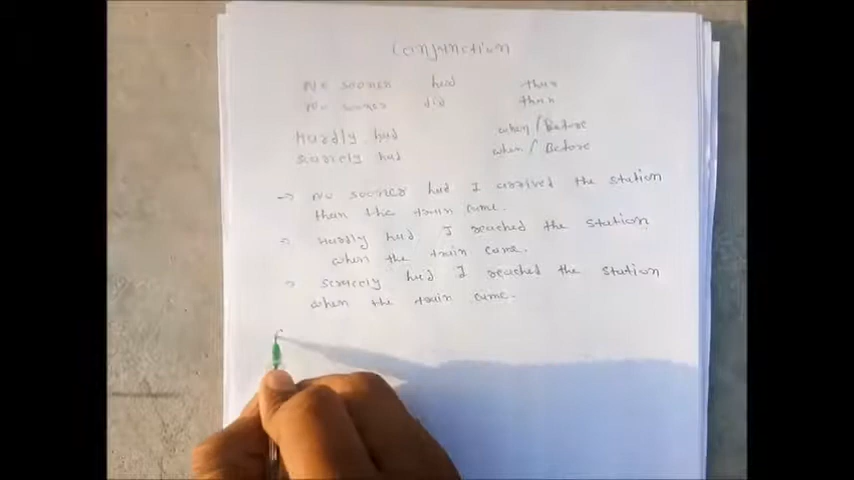 Conjunction
No sooner had than
No sooner did than
Hardly had when/Before
scarcely had when/Before
→ No sooner had I arrived the station
than the train came.
→ Hardly had I reached the station
when the train came.
→ scarcely had I reached the station
when the train came.